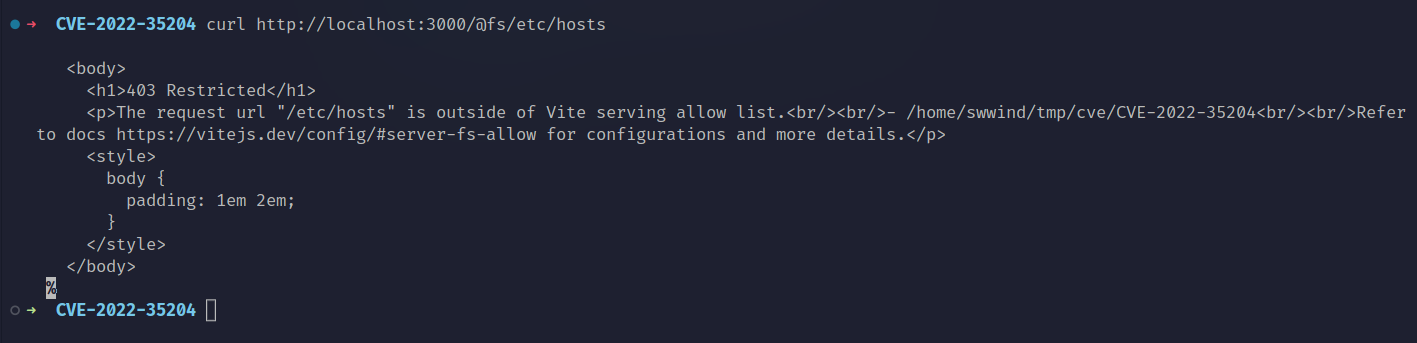 ➜  CVE-2022-35204 curl http://localhost:3000/@fs/etc/hosts
<body>
<h1>403 Restricted</h1>
<p>The request url "/etc/hosts" is outside of Vite serving allow list.<br/><br/>- /home/swwind/tmp/cve/CVE-2022-35204<br/><br/>Refer
to docs https://vitejs.dev/config/#server-fs-allow for configurations and more details.</p>
<style>
body {
padding: 1em 2em;
}
</style>
</body>
%
➜  CVE-2022-35204